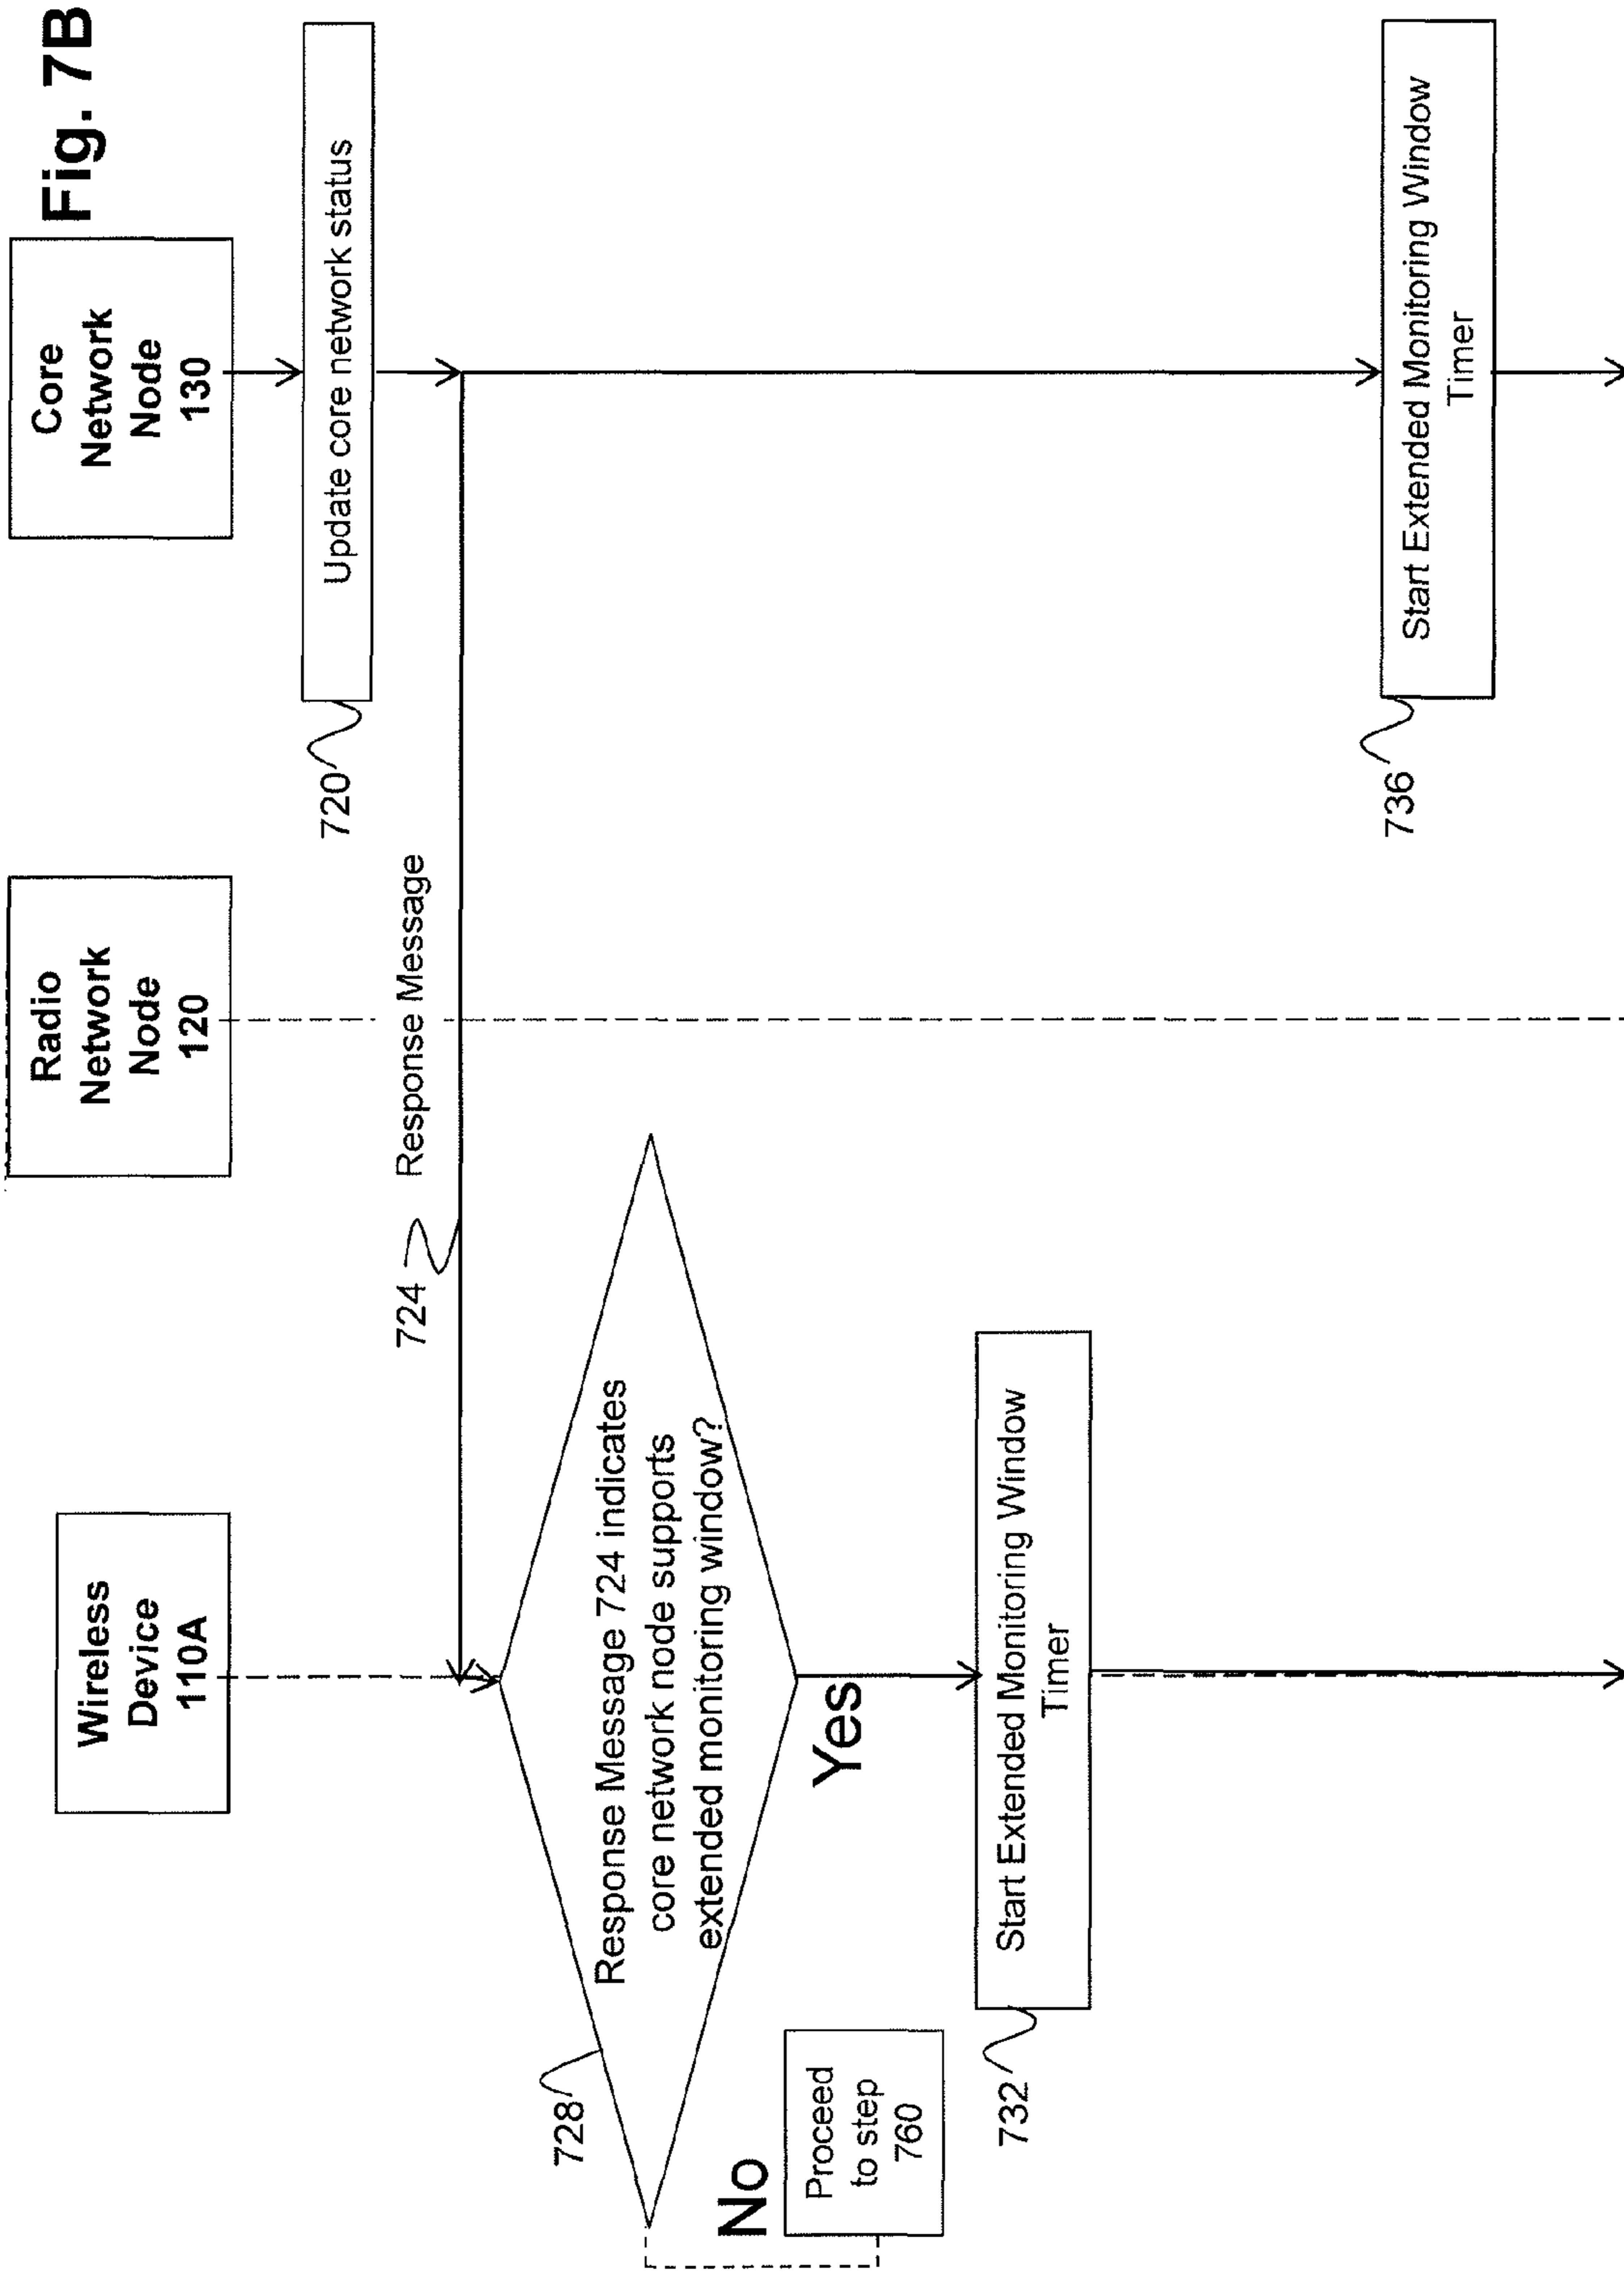 Fig. 7B
Wireless
Device
110A
Radio
Network
Node
120
Core
Network
Node
130
Update core network status
720
724
Response Message
Response Message 724 indicates
core network node supports
extended monitoring window?
728
No
Proceed
to step
760
Yes
Start Extended Monitoring Window
Timer
732
Start Extended Monitoring Window
Timer
736